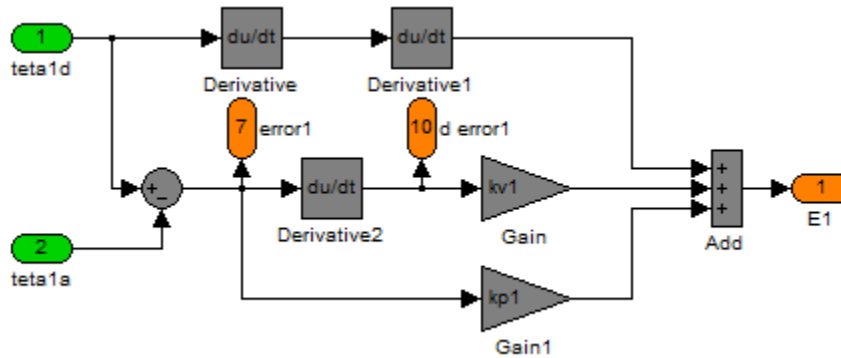 1
teta1d
du/dt
Derivative
du/dt
Derivative1
7
error1
10
d error1
+
−
du/dt
Derivative2
kv1
Gain
+
+
+
Add
1
E1
2
teta1a
kp1
Gain1